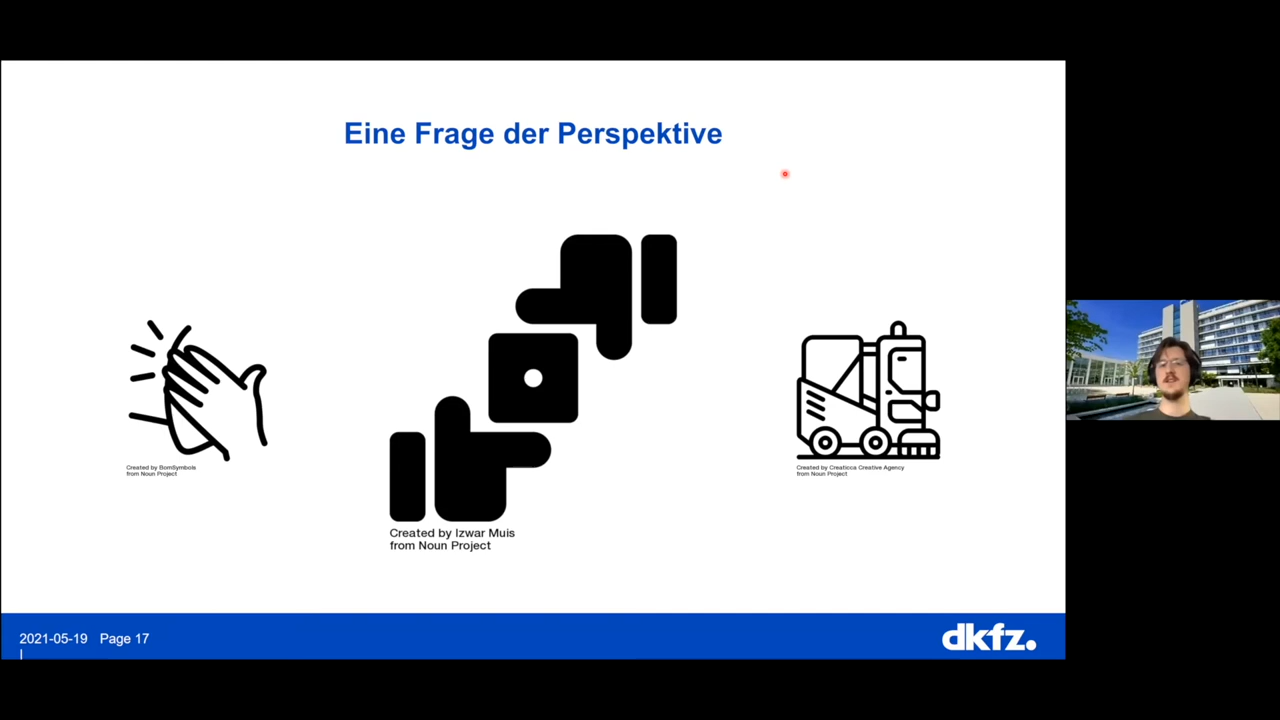 Eine Frage der Perspektive
Created by BomSymbols
from Noun Project
Created by Izwar Muis
from Noun Project
Created by Creaticca Creative Agency
from Noun Project
2021-05-19 Page 17
|
dkfz.